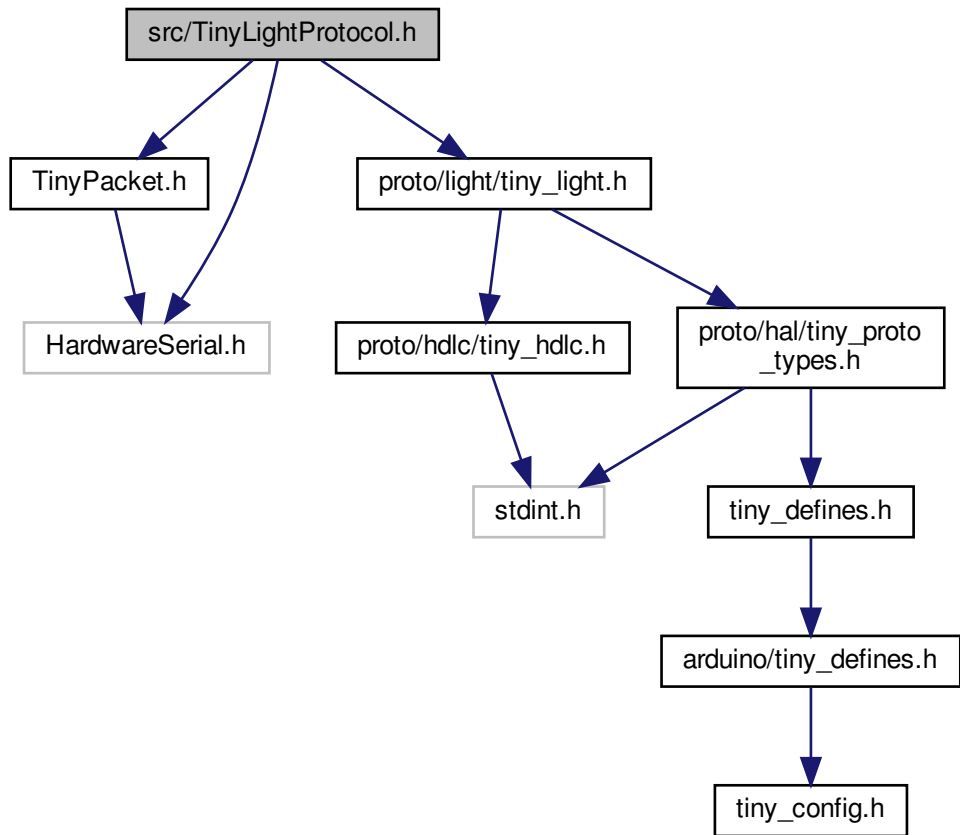 src/TinyLightProtocol.h
TinyPacket.h
proto/light/tiny_light.h
HardwareSerial.h
proto/hdlc/tiny_hdlc.h
proto/hal/tiny_proto
_types.h
stdint.h
tiny_defines.h
arduino/tiny_defines.h
tiny_config.h